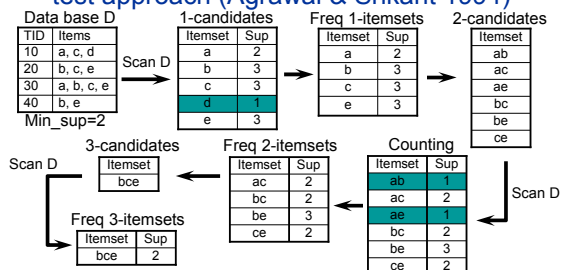 test approach (Agrawal & Srikant 1994)
Data base D
TID Items
10 a, c, d
20 b, c, e
30 a, b, c, e
40 b, e
Min_sup=2
Scan D
1-candidates
Itemset Sup
a 2
b 3
c 3
d 1
e 3
Freq 1-itemsets
Itemset Sup
a 2
b 3
c 3
e 3
2-candidates
Itemset
ab
ac
ae
bc
be
ce
Scan D
Counting
Itemset Sup
ab 1
ac 2
ae 1
bc 2
be 3
ce 2
Freq 2-itemsets
Itemset Sup
ac 2
bc 2
be 3
ce 2
3-candidates
Itemset
bce
Scan D
Freq 3-itemsets
Itemset Sup
bce 2